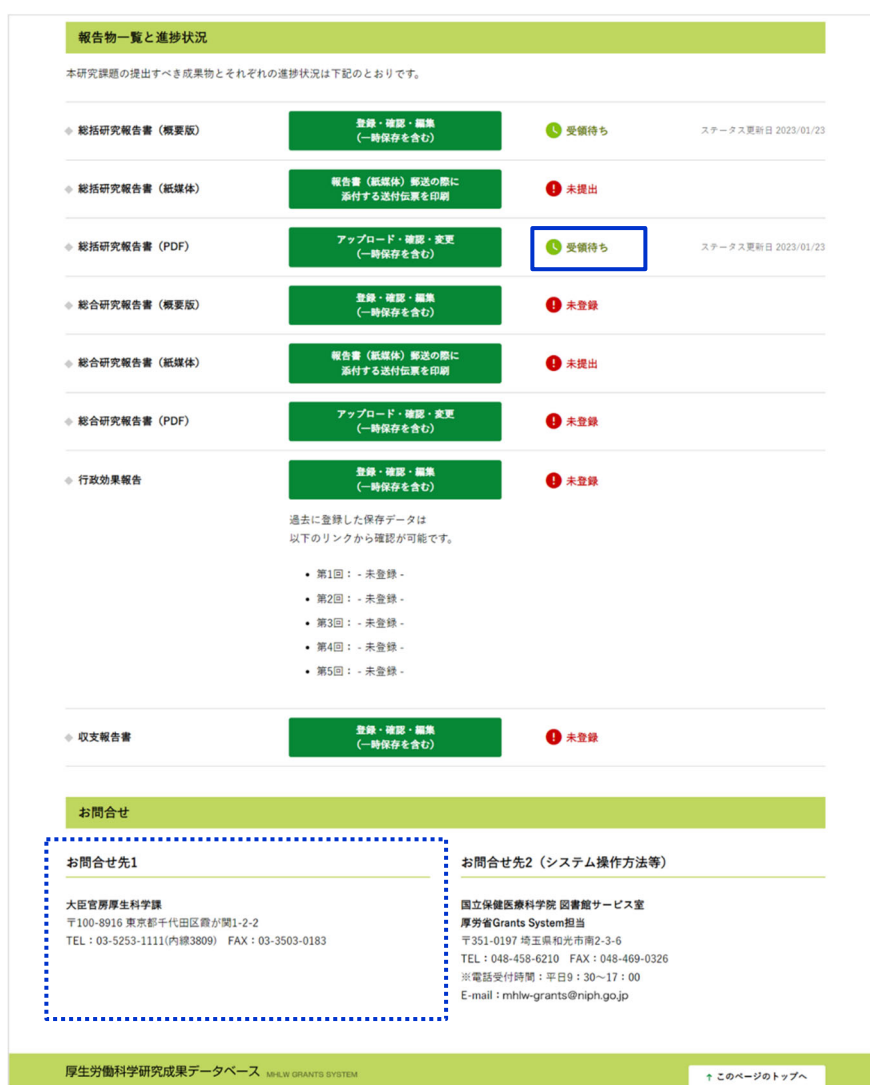 報告物一覧と進捗状況
本研究課題の提出すべき成果物とそれぞれの進捗状況は下記のとおりです。
総括研究報告書（概要版）
登録・確認・編集
（一時保存を含む）
受領待ち
ステータス更新日 2023/01/23
総括研究報告書（紙媒体）
報告書（紙媒体）郵送の際に
添付する送付伝票を印刷
未提出
総括研究報告書（PDF）
アップロード・確認・変更
（一時保存を含む）
受領待ち
ステータス更新日 2023/01/23
総合研究報告書（概要版）
登録・確認・編集
（一時保存を含む）
未登録
総合研究報告書（紙媒体）
報告書（紙媒体）郵送の際に
添付する送付伝票を印刷
未提出
総合研究報告書（PDF）
アップロード・確認・変更
（一時保存を含む）
未登録
行政効果報告
登録・確認・編集
（一時保存を含む）
未登録
過去に登録した保存データは
以下のリンクから確認が可能です。
• 第1回： - 未登録 -
• 第2回： - 未登録 -
• 第3回： - 未登録 -
• 第4回： - 未登録 -
• 第5回： - 未登録 -
収支報告書
登録・確認・編集
（一時保存を含む）
未登録
お問合せ
お問合せ先1
大臣官房厚生科学課
〒100-8916 東京都千代田区霞が関1-2-2
TEL：03-5253-1111(内線3809)　FAX：03-3503-0183
お問合せ先2（システム操作方法等）
国立保健医療科学院 図書館サービス室
厚労省Grants System担当
〒351-0197 埼玉県和光市南2-3-6
TEL：048-458-6210　FAX：048-469-0326
※電話受付時間：平日9：30～17：00
E-mail：mhlw-grants@niph.go.jp
厚生労働科学研究成果データベース MHLW GRANTS SYSTEM
↑ このページのトップへ